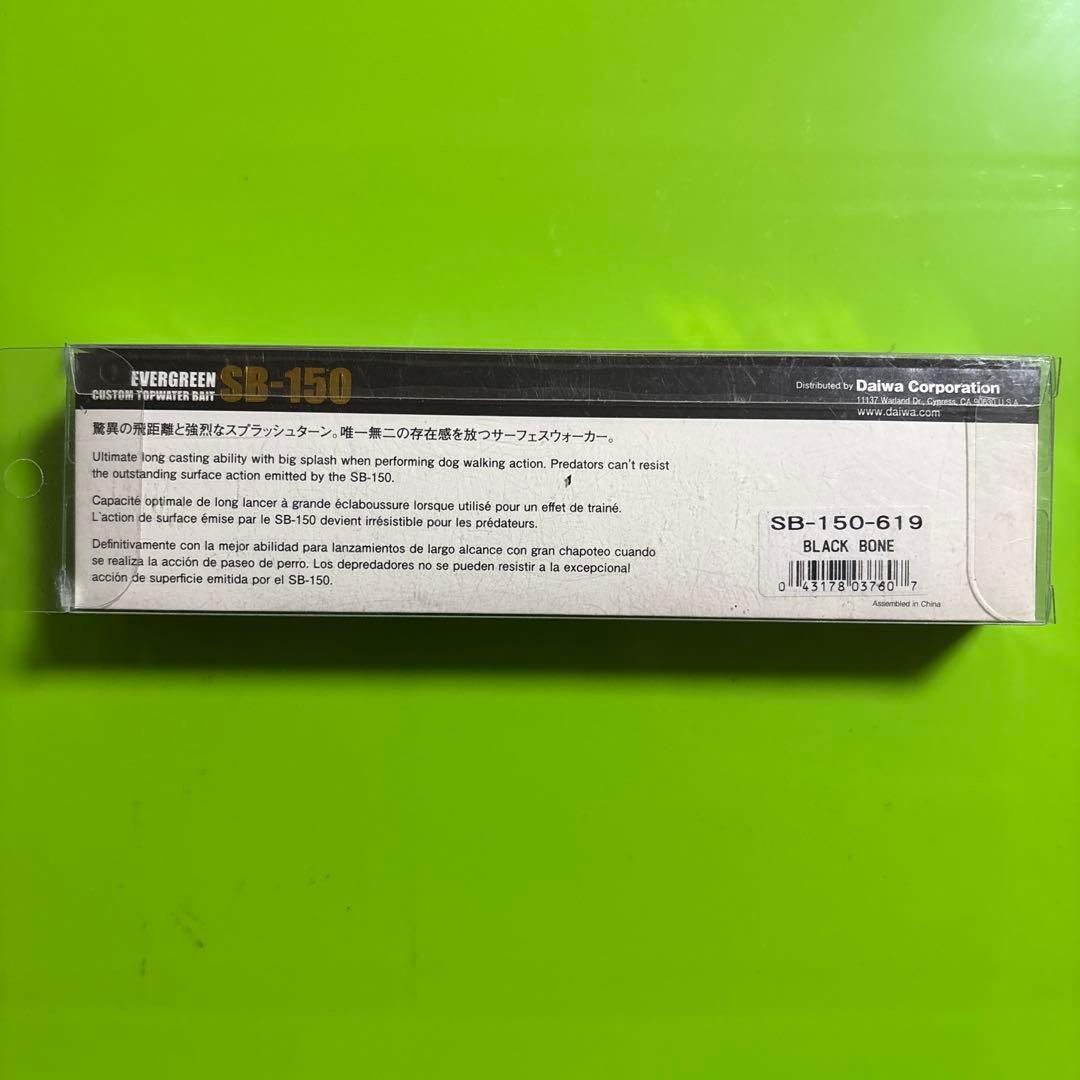 EVERGREEN
CUSTOM TOPWATER BAIT
SB-150
Distributed by Daiwa Corporation
11137 Warland Dr., Cypress, CA 90630 U.S.A
www.daiwa.com
驚異の飛距離と強烈なスプラッシュターン。唯一無二の存在感を放つサーフェスウォーカー。
Ultimate long casting ability with big splash when performing dog walking action. Predators can't resist
the outstanding surface action emitted by the SB-150.
Capacité optimale de long lancer à grande éclaboussure lorsque utilisé pour un effet de trainé.
L'action de surface émise par le SB-150 devient irrésistible pour les prédateurs.
Definitivamente con la mejor abilidad para lanzamientos de largo alcance con gran chapoteo cuando
se realiza la acción de paseo de perro. Los depredadores no se pueden resistir a la excepcional
acción de superficie emitida por el SB-150.
SB-150-619
BLACK BONE
0 43178 03760 7
Assembled in China